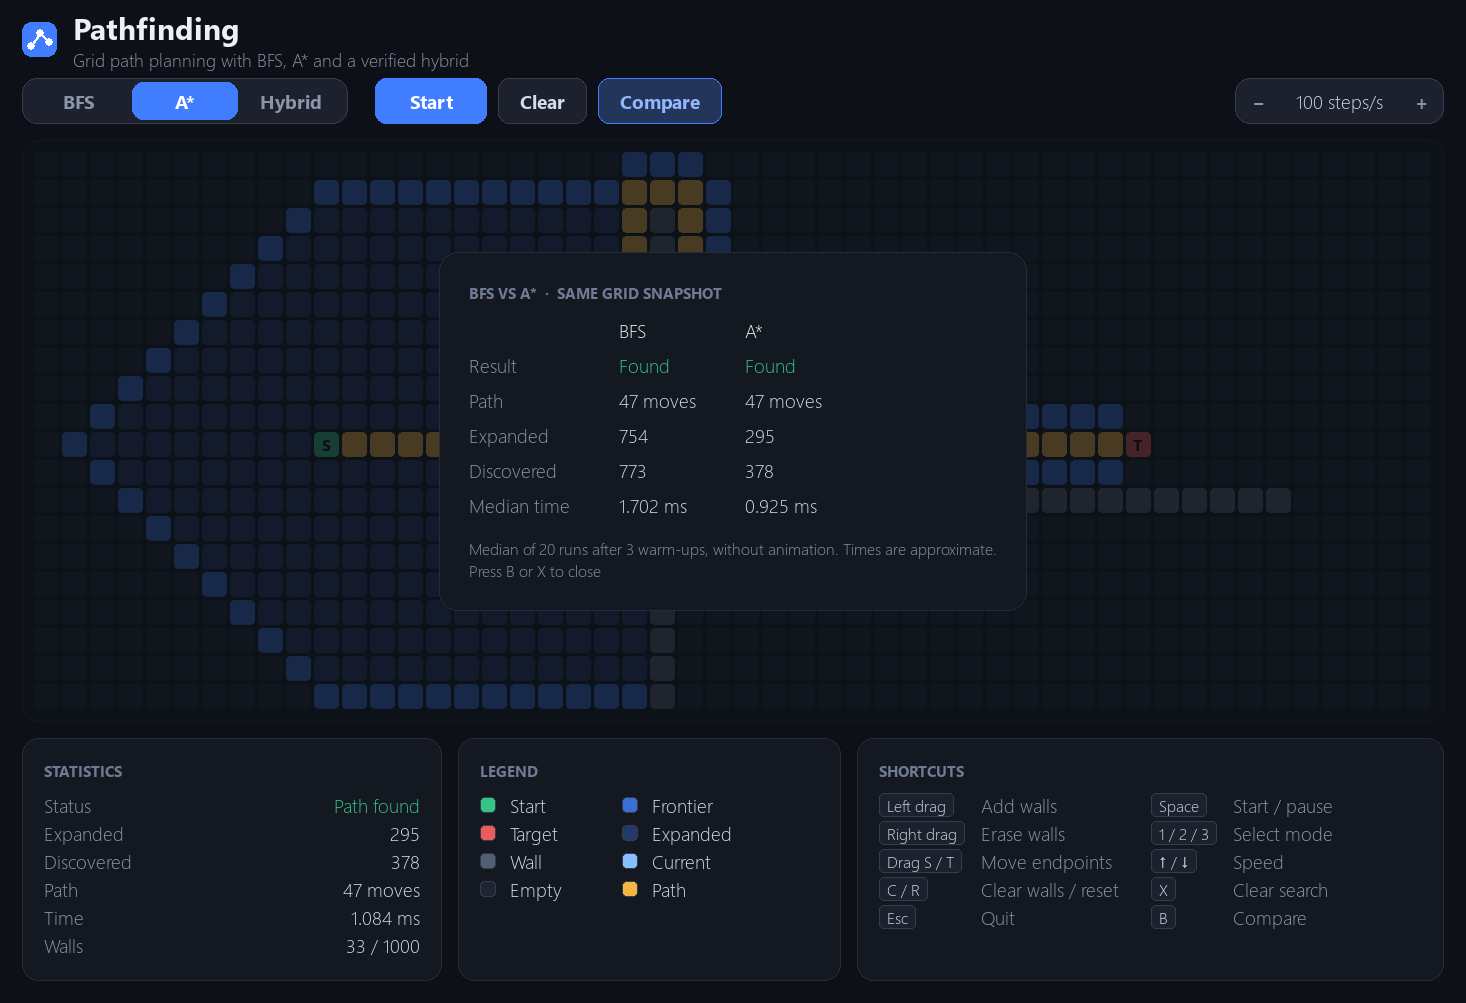 Pathfinding
Grid path planning with BFS, A* and a verified hybrid
BFS A* Hybrid Start Clear Compare − 100 steps/s +
BFS VS A* · SAME GRID SNAPSHOT
BFS A*
Result Found Found
Path 47 moves 47 moves
Expanded 754 295
Discovered 773 378
Median time 1.702 ms 0.925 ms
Median of 20 runs after 3 warm-ups, without animation. Times are approximate.
Press B or X to close
S
T
STATISTICS
Status Path found
Expanded 295
Discovered 378
Path 47 moves
Time 1.084 ms
Walls 33 / 1000
LEGEND
Start Frontier
Target Expanded
Wall Current
Empty Path
SHORTCUTS
Left drag Add walls Space Start / pause
Right drag Erase walls 1 / 2 / 3 Select mode
Drag S / T Move endpoints ↑ / ↓ Speed
C / R Clear walls / reset X Clear search
Esc Quit B Compare